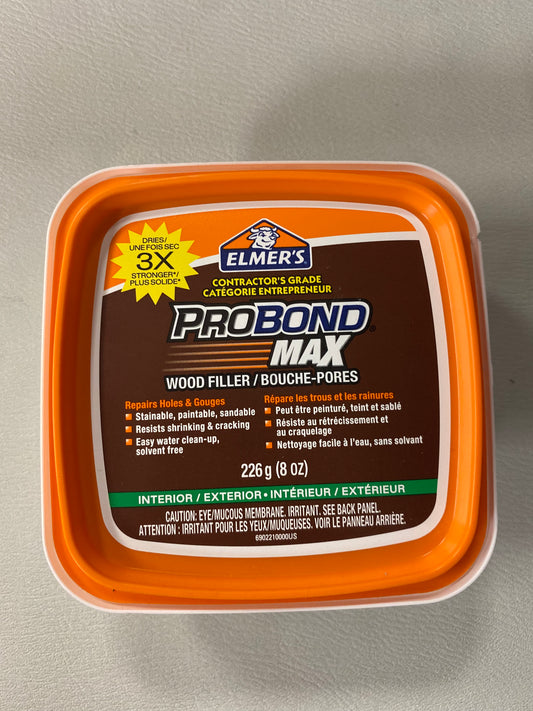 DRIES/
UNE FOIS SEC
3X
STRONGER*/
PLUS SOLIDE*
ELMER'S
CONTRACTOR'S GRADE
CATÉGORIE ENTREPRENEUR
PROBOND®
MAX
WOOD FILLER / BOUCHE-PORES
Repairs Holes & Gouges
Stainable, paintable, sandable
Resists shrinking & cracking
Easy water clean-up,
solvent free
Répare les trous et les rainures
Peut être peinturé, teint et sablé
Résiste au rétrécissement et
au craquelage
Nettoyage facile à l'eau, sans solvant
226 g (8 oz)
INTERIOR / EXTERIOR • INTÉRIEUR / EXTÉRIEUR
CAUTION: EYE/MUCOUS MEMBRANE. IRRITANT. SEE BACK PANEL.
ATTENTION : IRRITANT POUR LES YEUX/MUQUEUSES. VOIR LE PANNEAU ARRIÈRE.
6902210000US